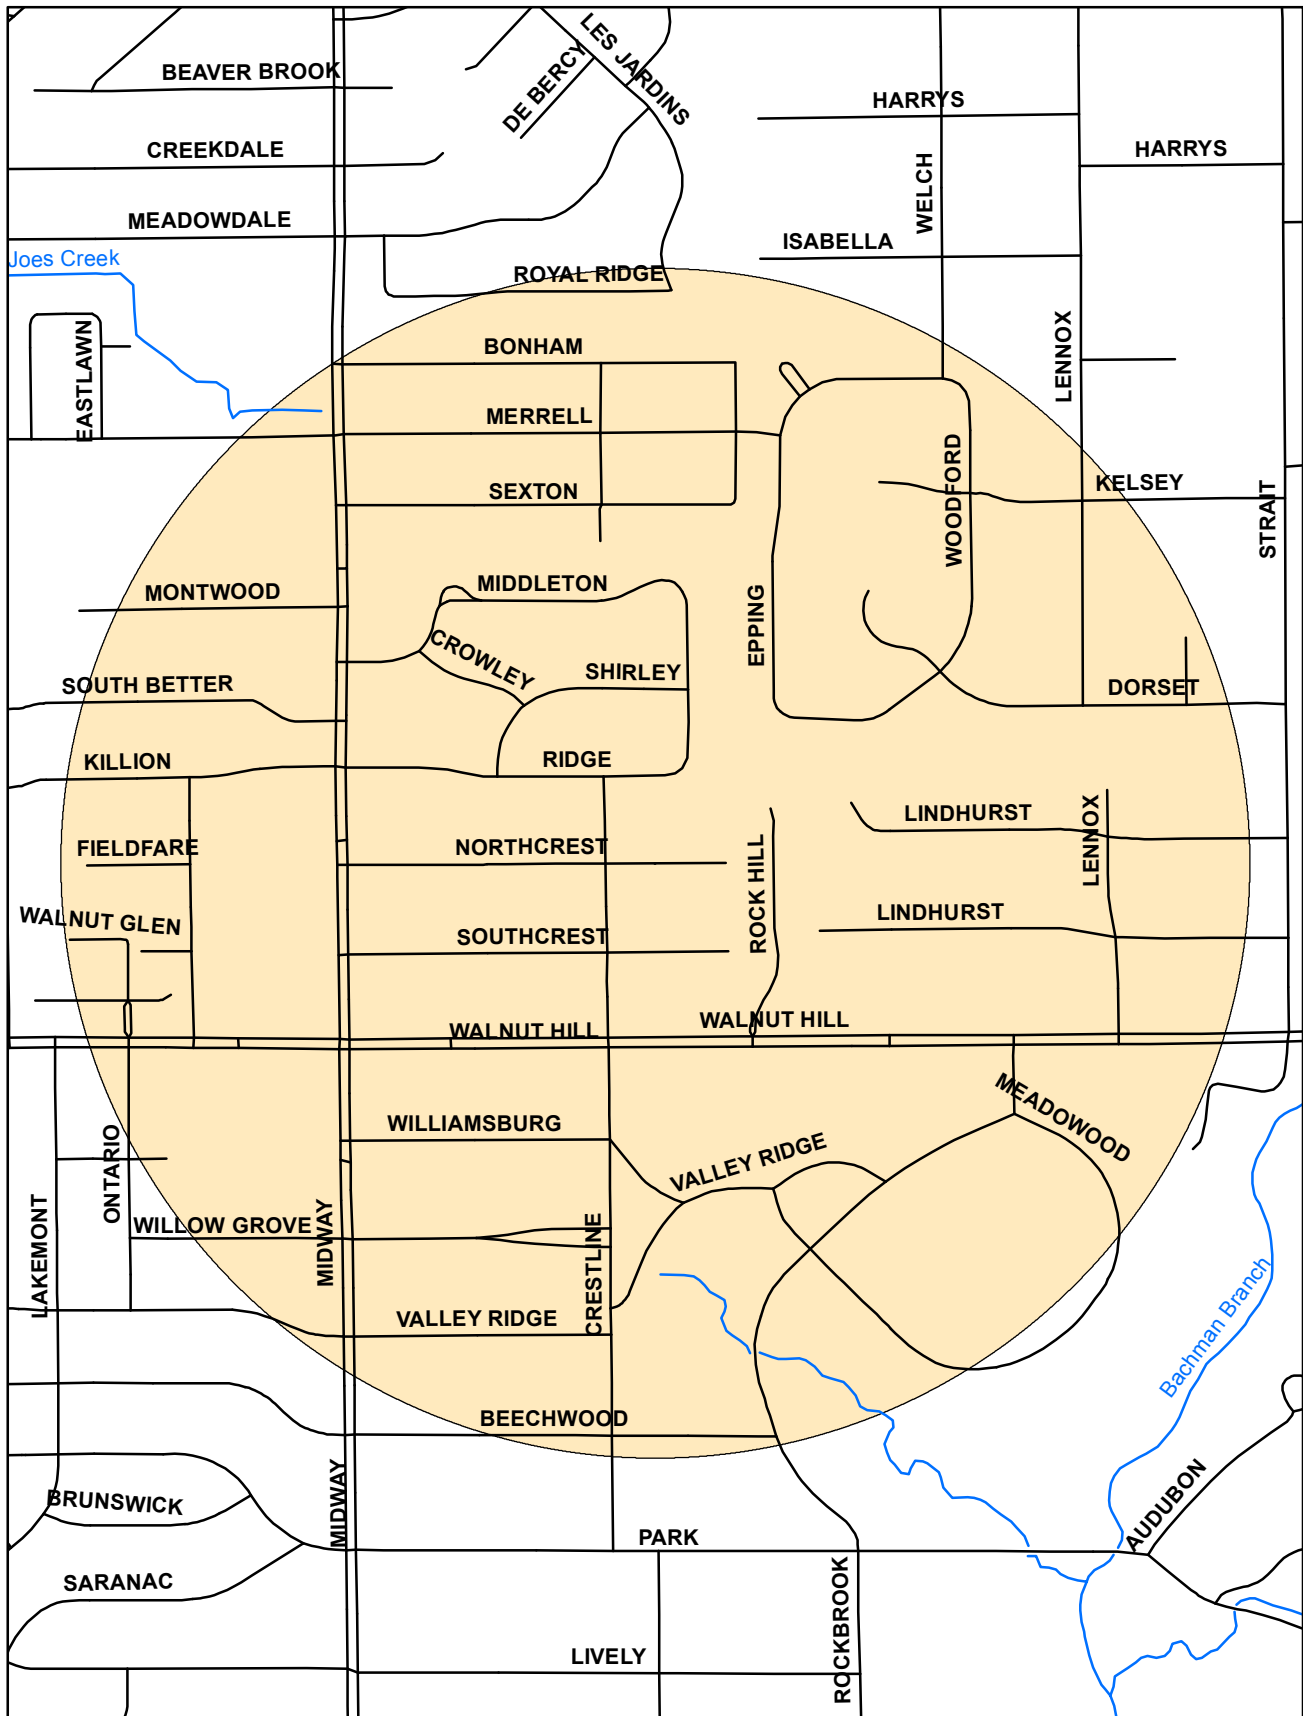 LES JARDINS
BEAVER BROOK
DE BERCY
HARRYS
CREEKDALE
HARRYS
WELCH
MEADOWDALE
ISABELLA
Joes Creek
ROYAL RIDGE
EASTLAWN
BONHAM
LENNOX
MERRELL
WOODFORD
KELSEY
SEXTON
STRAIT
MONTWOOD
MIDDLETON
EPPING
CROWLEY
SHIRLEY
SOUTH BETTER
DORSET
KILLION
RIDGE
LINDHURST
LENNOX
FIELDFARE
NORTHCREST
ROCK HILL
WALNUT GLEN
SOUTHCREST
LINDHURST
WALNUT HILL
WALNUT HILL
MEADOWOOD
WILLIAMSBURG
VALLEY RIDGE
ONTARIO
LAKEMONT
WILLOW GROVE
MIDWAY
CRESTLINE
VALLEY RIDGE
Bachman Branch
BEECHWOOD
BRUNSWICK
MIDWAY
PARK
AUDUBON
SARANAC
ROCKBROOK
LIVELY